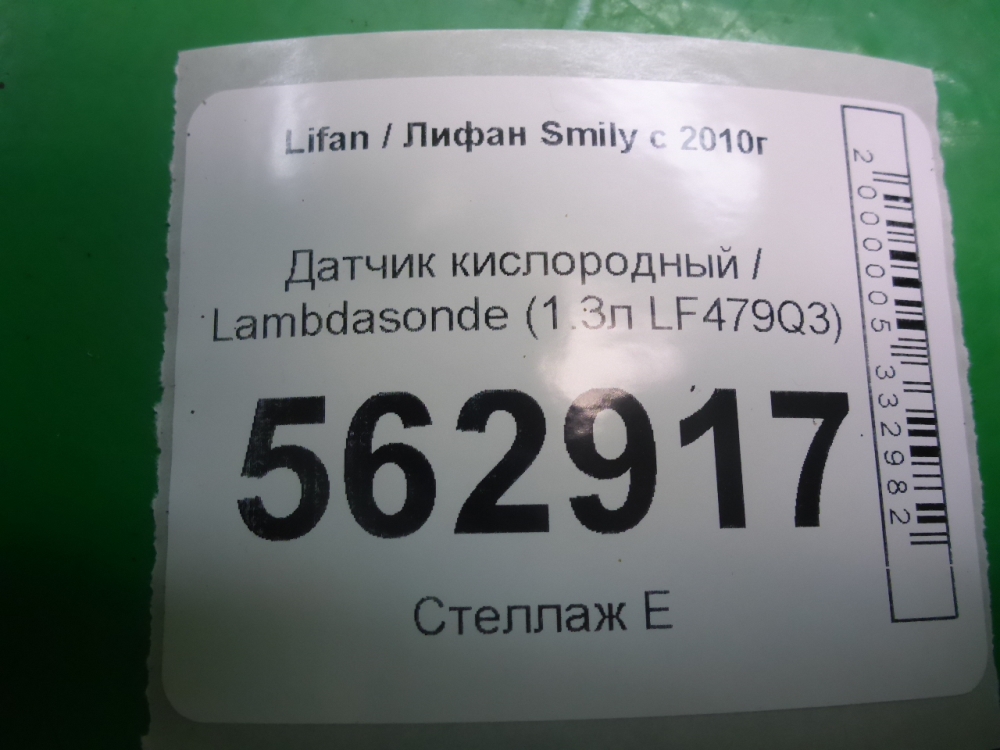 Lifan / Лифан Smily с 2010г
Датчик кислородный /
Lambdasonde (1.3л LF479Q3)
562917
Стеллаж Е
2000005332982